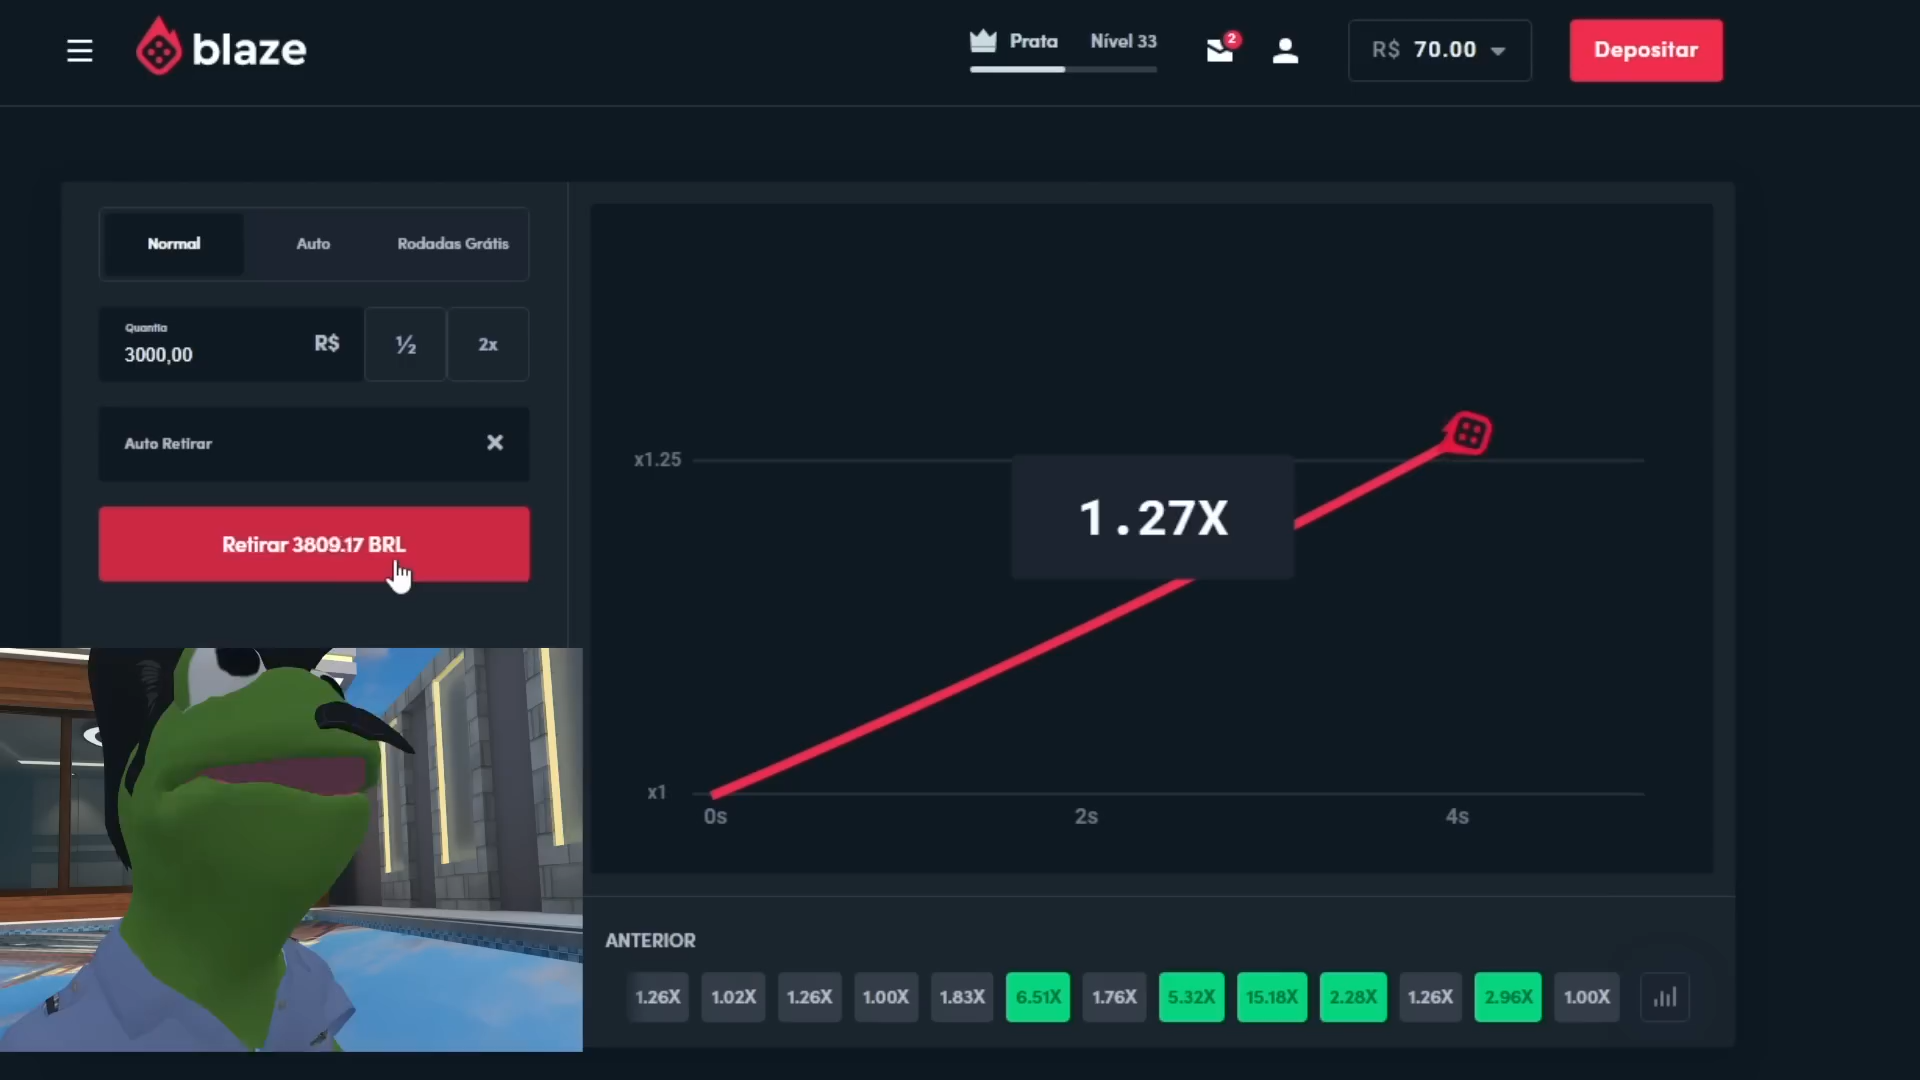 blaze
Prata Nível 33
2
R$ 70.00
Depositar
Normal Auto Rodadas Grátis
Quantia
3000,00 R$ ½ 2x
Auto Retirar
Retirar 3809.17 BRL
x1.25
1.27X
x1
0s 2s 4s
ANTERIOR
1.26X 1.02X 1.26X 1.00X 1.83X 6.51X 1.76X 5.32X 15.18X 2.28X 1.26X 2.96X 1.00X